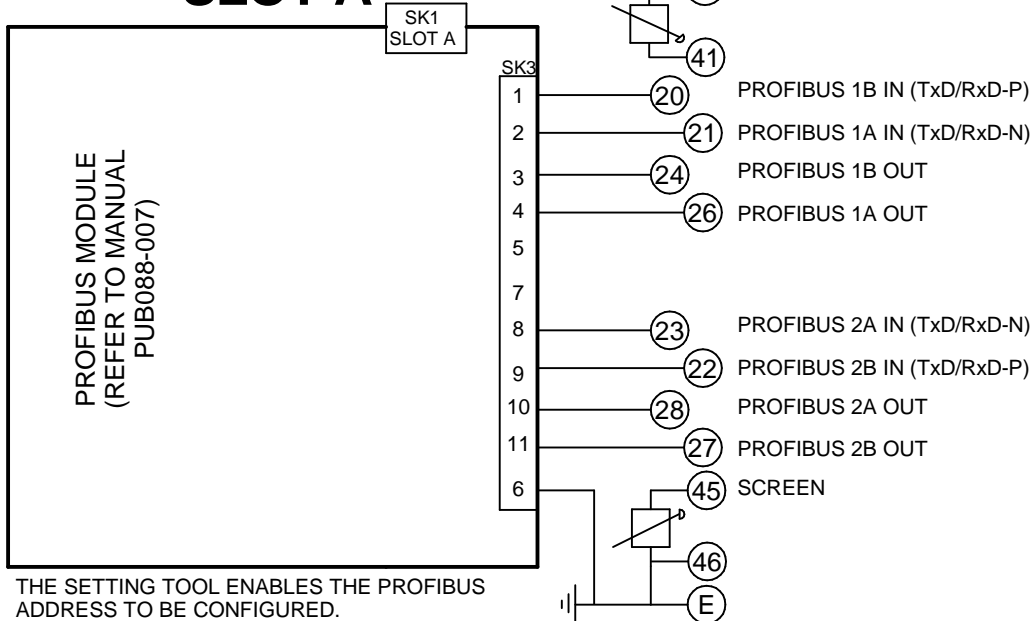 SK1
SLOT A
SK3
41
1
20
PROFIBUS 1B IN (TxD/RxD-P)
2
21
PROFIBUS 1A IN (TxD/RxD-N)
3
24
PROFIBUS 1B OUT
4
26
PROFIBUS 1A OUT
5
7
8
23
PROFIBUS 2A IN (TxD/RxD-N)
9
22
PROFIBUS 2B IN (TxD/RxD-P)
10
28
PROFIBUS 2A OUT
11
27
PROFIBUS 2B OUT
6
45
SCREEN
46
E
PROFIBUS MODULE
(REFER TO MANUAL
PUB088-007)
THE SETTING TOOL ENABLES THE PROFIBUS
ADDRESS TO BE CONFIGURED.